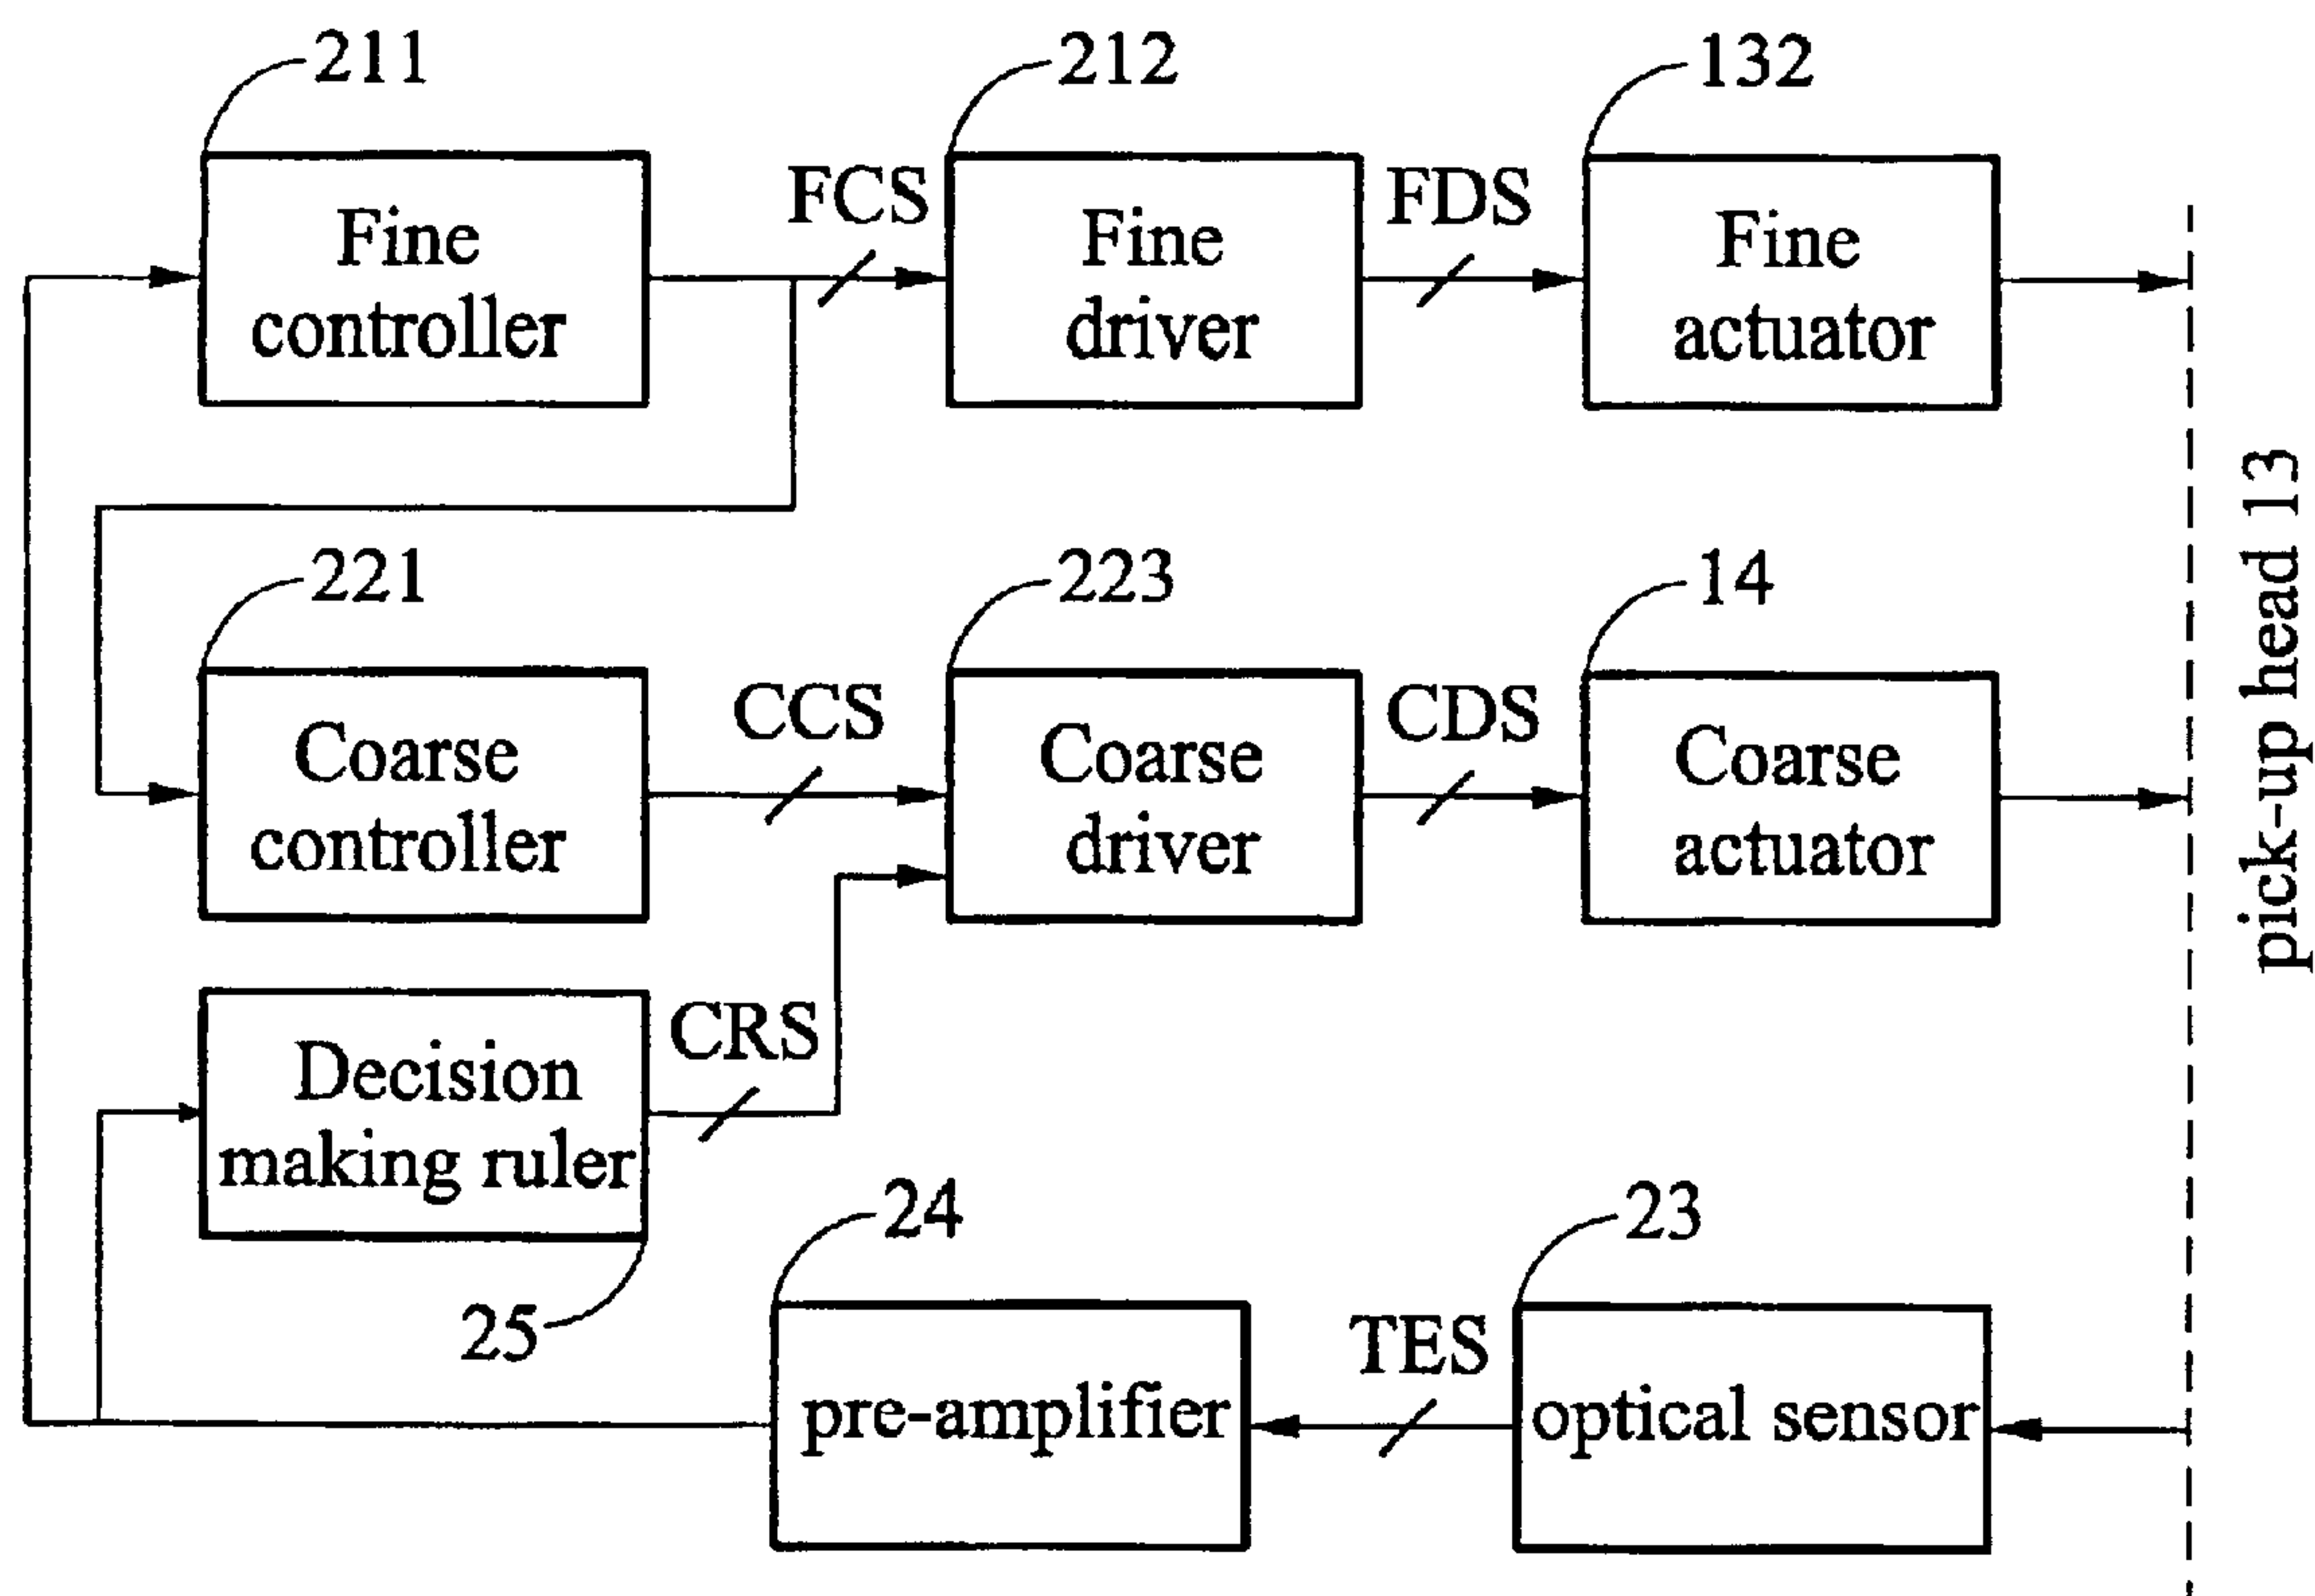 211
212
132
FCS
FDS
Fine
controller
Fine
driver
Fine
actuator
221
223
14
CCS
CDS
Coarse
controller
Coarse
driver
Coarse
actuator
pick-up head 13
CRS
Decision
making ruler
25
24
23
TES
pre-amplifier
optical sensor